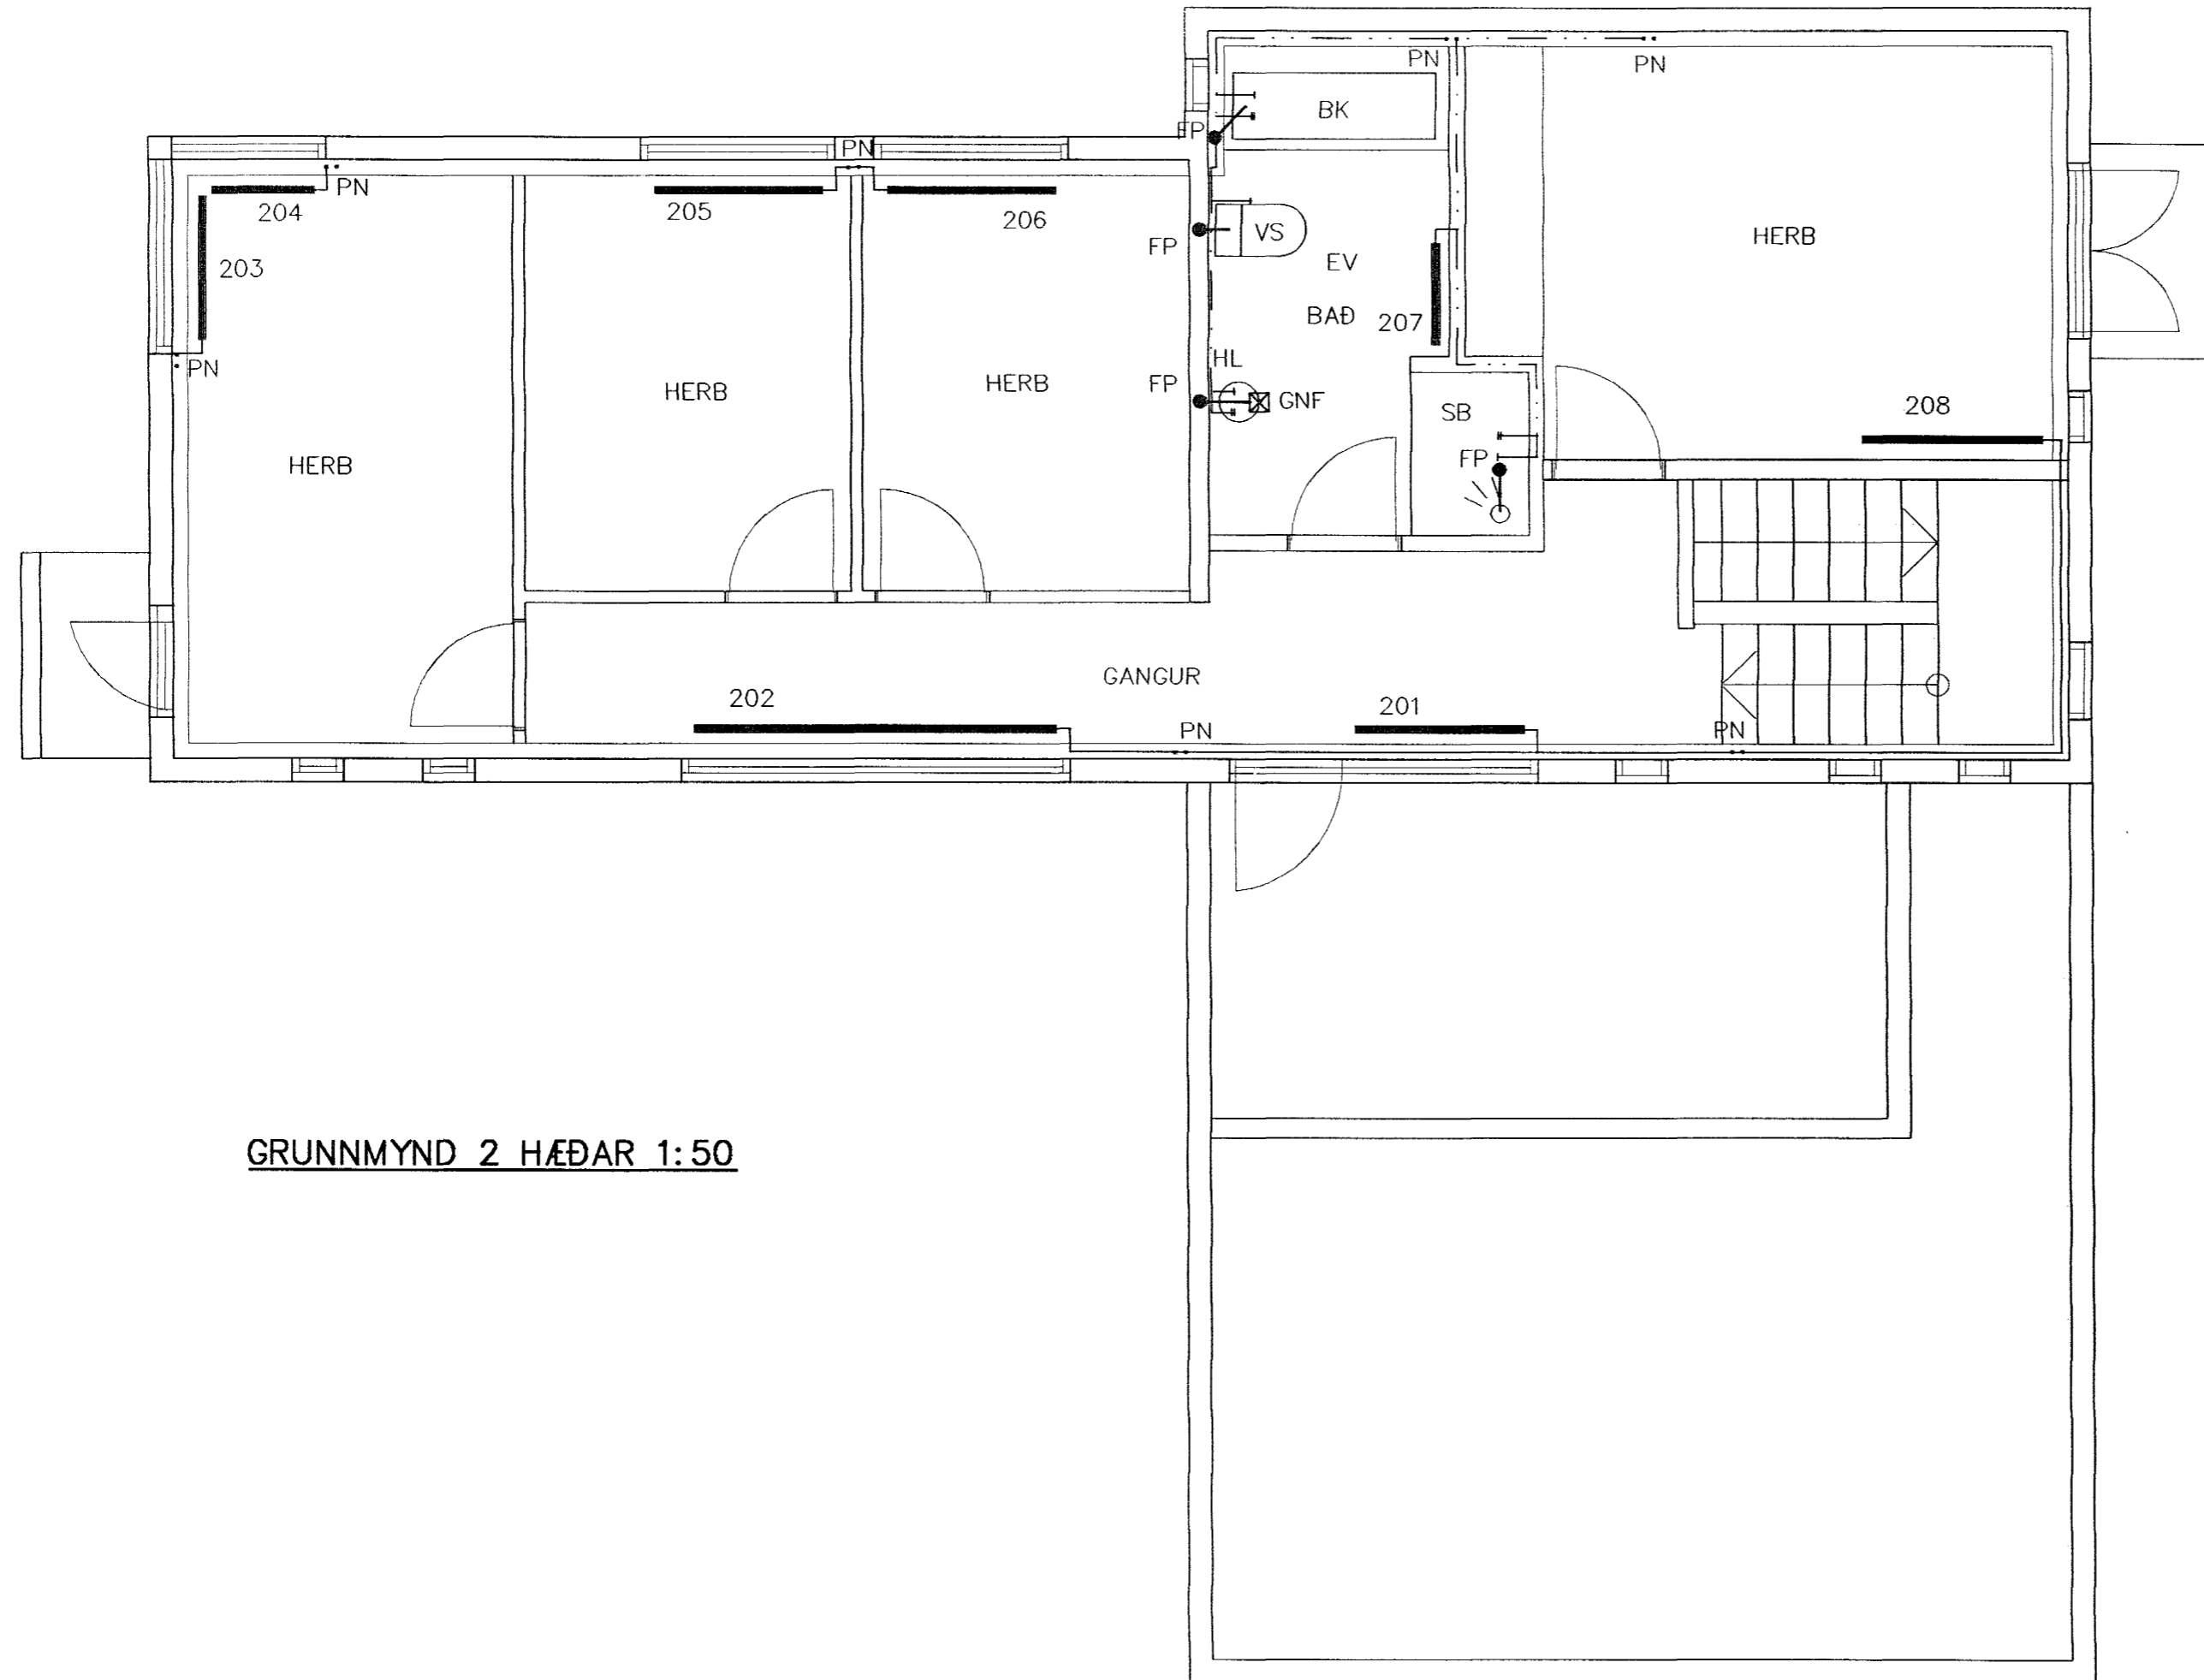 PN
PN
BK
FP
PN
PN
204
205
206
VS
HERB
FP
EV
203
BAÐ
207
HL
PN
HERB
HERB
FP
GNF
SB
208
HERB
FP
GANGUR
202
201
PN
PN
GRUNNMYND 2 HÆÐAR 1:50